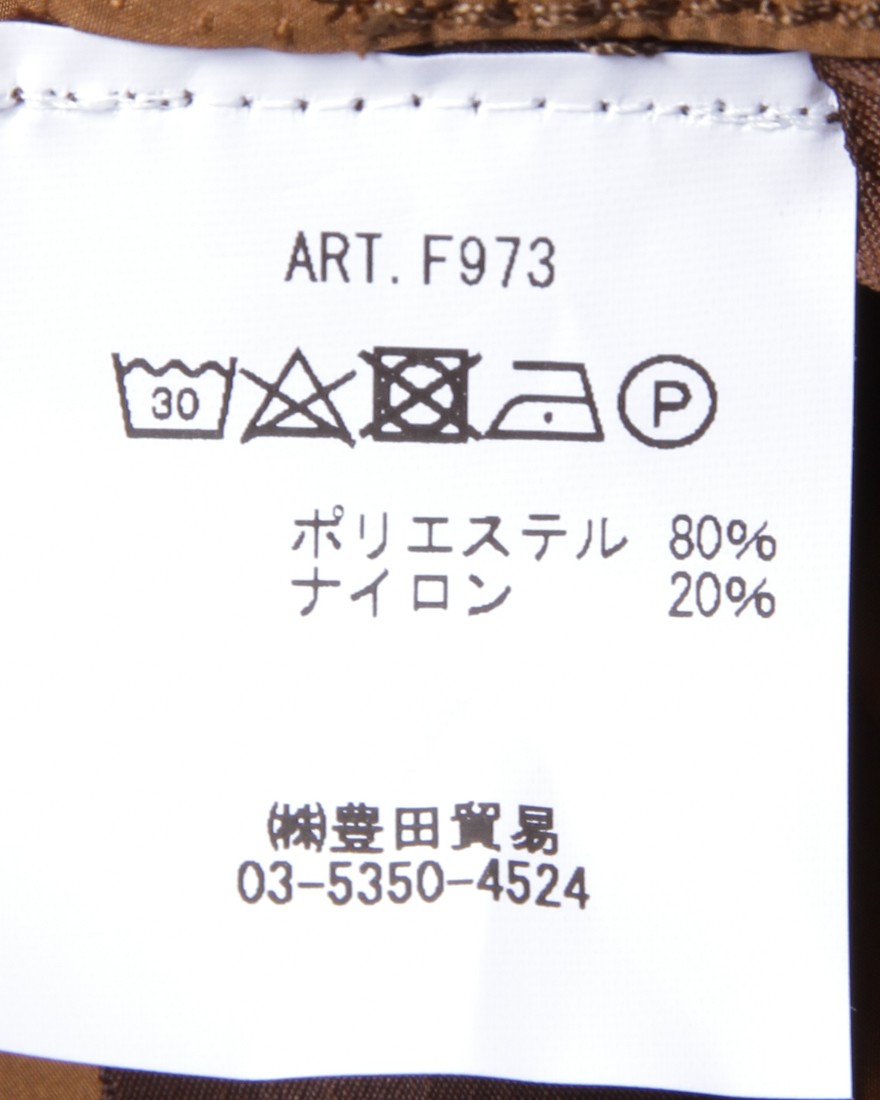 ART. F973
30 P
ポリエステル 80%
ナイロン 20%
㈱豊田貿易
03-5350-4524